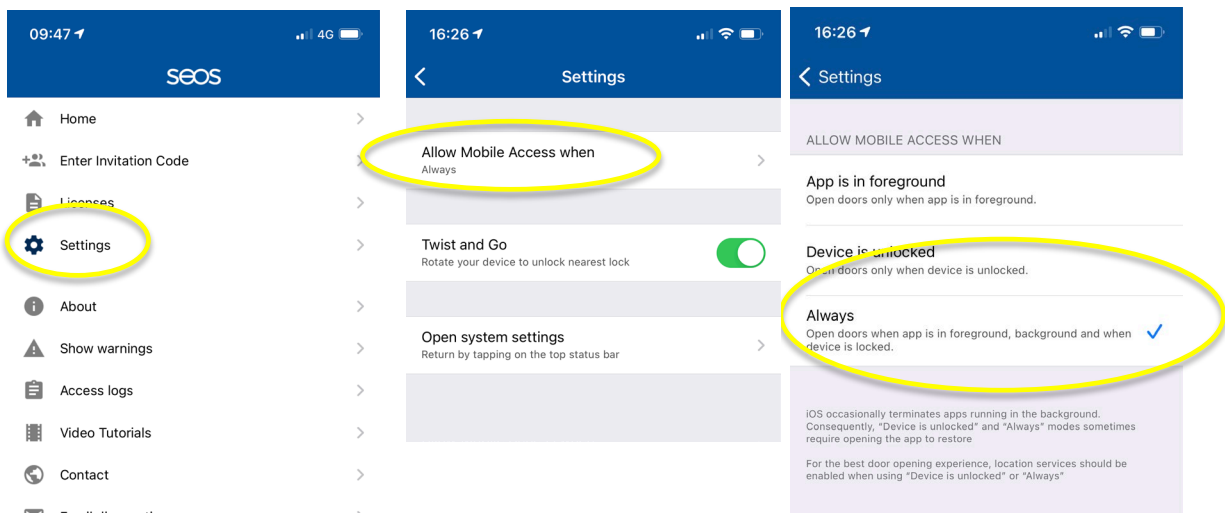 09:47
4G
seos
Home
Enter Invitation Code
Licenses
Settings
About
Show warnings
Access logs
Video Tutorials
Contact
16:26
Settings
Allow Mobile Access when
Always
Twist and Go
Rotate your device to unlock nearest lock
Open system settings
Return by tapping on the top status bar
16:26
Settings
ALLOW MOBILE ACCESS WHEN
App is in foreground
Open doors only when app is in foreground.
Device is unlocked
Open doors only when device is unlocked.
Always
Open doors when app is in foreground, background and when
device is locked.
iOS occasionally terminates apps running in the background.
Consequently, “Device is unlocked” and “Always” modes sometimes
require opening the app to restore
For the best door opening experience, location services should be
enabled when using “Device is unlocked” or “Always”